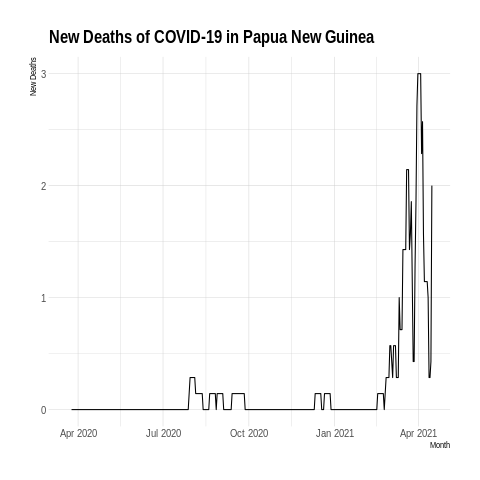 New Deaths of COVID-19 in Papua New Guinea
New Deaths
3
2
1
0
Apr 2020 Jul 2020 Oct 2020 Jan 2021 Apr 2021
Month